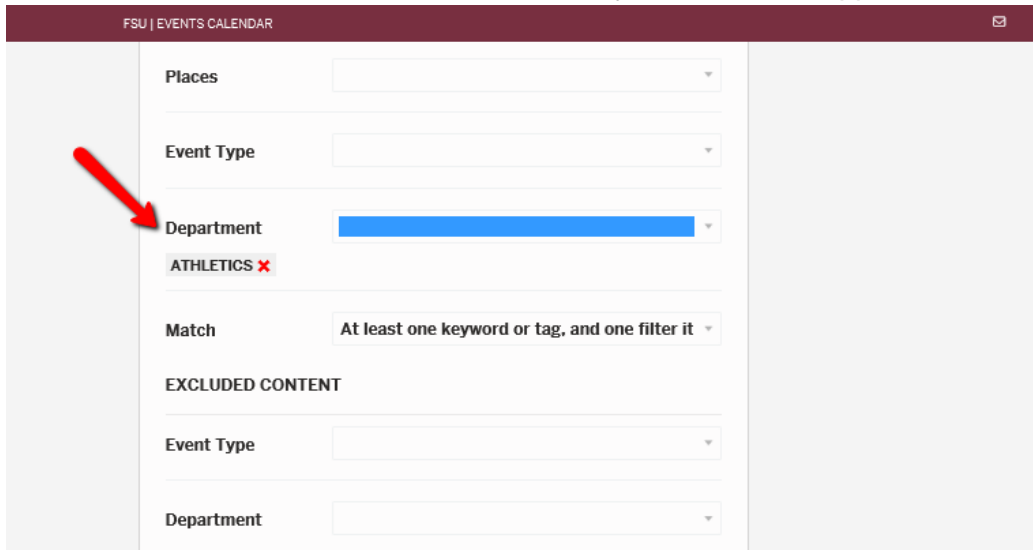 FSU | EVENTS CALENDAR
Places
Event Type
Department
ATHLETICS
Match At least one keyword or tag, and one filter it
EXCLUDED CONTENT
Event Type
Department